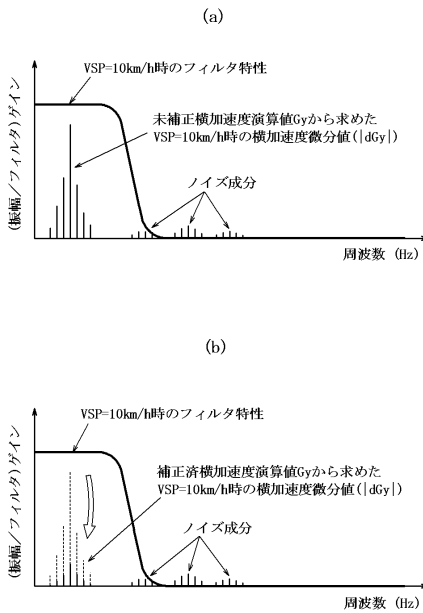 (a)
VSP=10km/h時のフィルタ特性
未補正横加速度演算値Gyから求めた
VSP=10km/h時の横加速度微分値(|dGy|)
ノイズ成分
(振幅/フィルタ)ゲイン
周波数 (Hz)
(b)
VSP=10km/h時のフィルタ特性
補正済横加速度演算値Gyから求めた
VSP=10km/h時の横加速度微分値(|dGy|)
ノイズ成分
(振幅/フィルタ)ゲイン
周波数 (Hz)